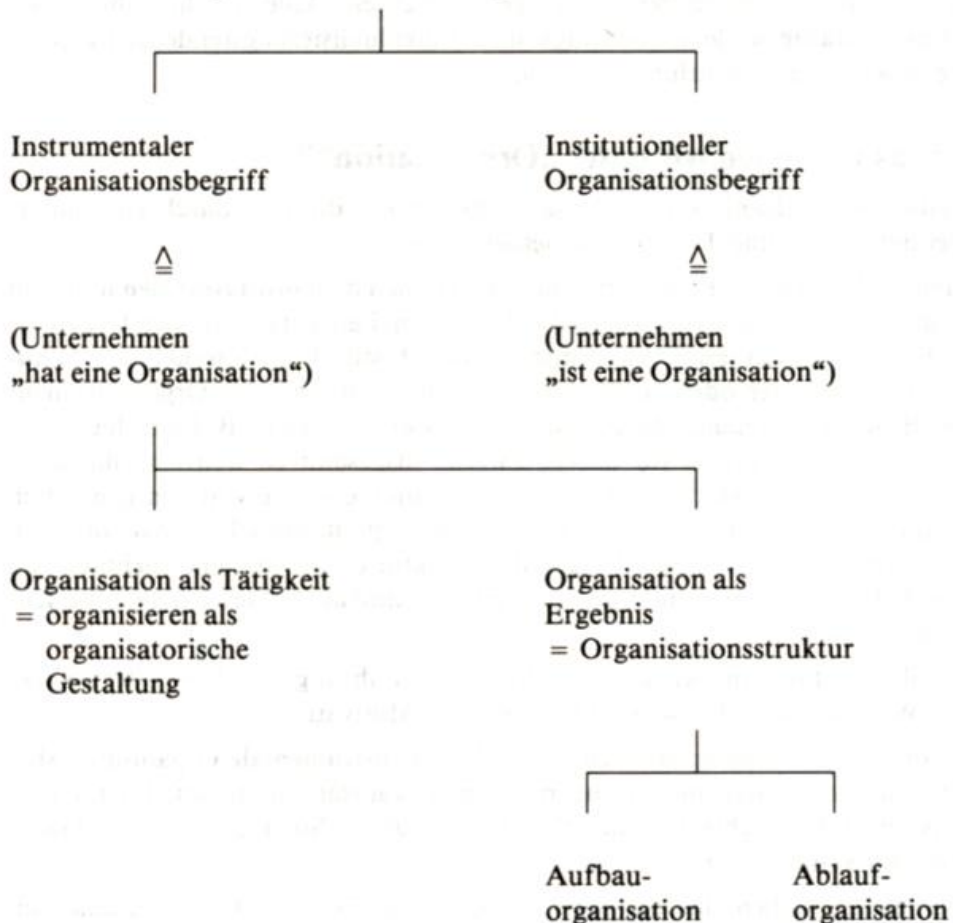 Instrumentaler
Organisationsbegriff
≙
(Unternehmen
„hat eine Organisation“)
Institutioneller
Organisationsbegriff
≙
(Unternehmen
„ist eine Organisation“)
Organisation als Tätigkeit
= organisieren als
organisatorische
Gestaltung
Organisation als
Ergebnis
= Organisationsstruktur
Aufbau-
organisation
Ablauf-
organisation